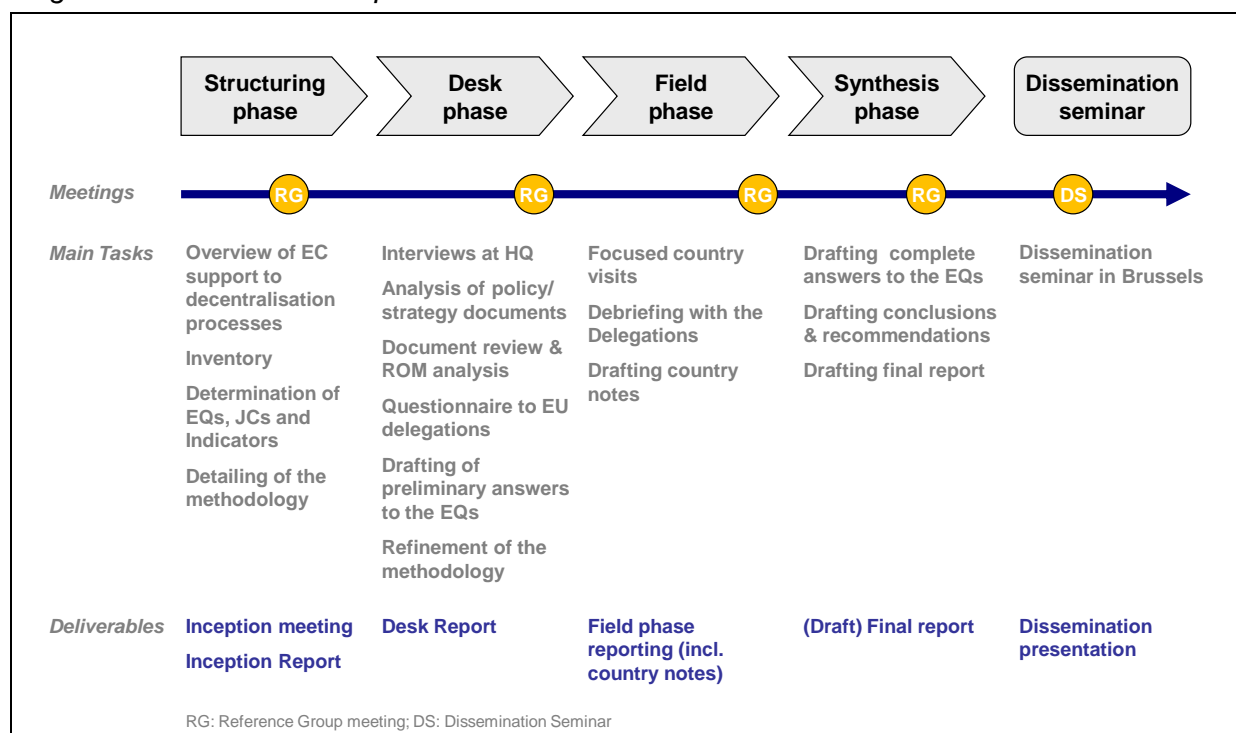 Structuring
phase
Desk
phase
Field
phase
Synthesis
phase
Dissemination
seminar
Meetings
RG
RG
RG
RG
DS
Main Tasks
Overview of EC
support to
decentralisation
processes
Inventory
Determination of
EQs, JCs and
Indicators
Detailing of the
methodology
Interviews at HQ
Analysis of policy/
strategy documents
Document review &
ROM analysis
Questionnaire to EU
delegations
Drafting of
preliminary answers
to the EQs
Refinement of the
methodology
Focused country
visits
Debriefing with the
Delegations
Drafting country
notes
Drafting complete
answers to the EQs
Drafting conclusions
& recommendations
Drafting final report
Dissemination
seminar in Brussels
Deliverables
Inception meeting
Inception Report
Desk Report
Field phase
reporting (incl.
country notes)
(Draft) Final report
Dissemination
presentation
RG: Reference Group meeting; DS: Dissemination Seminar